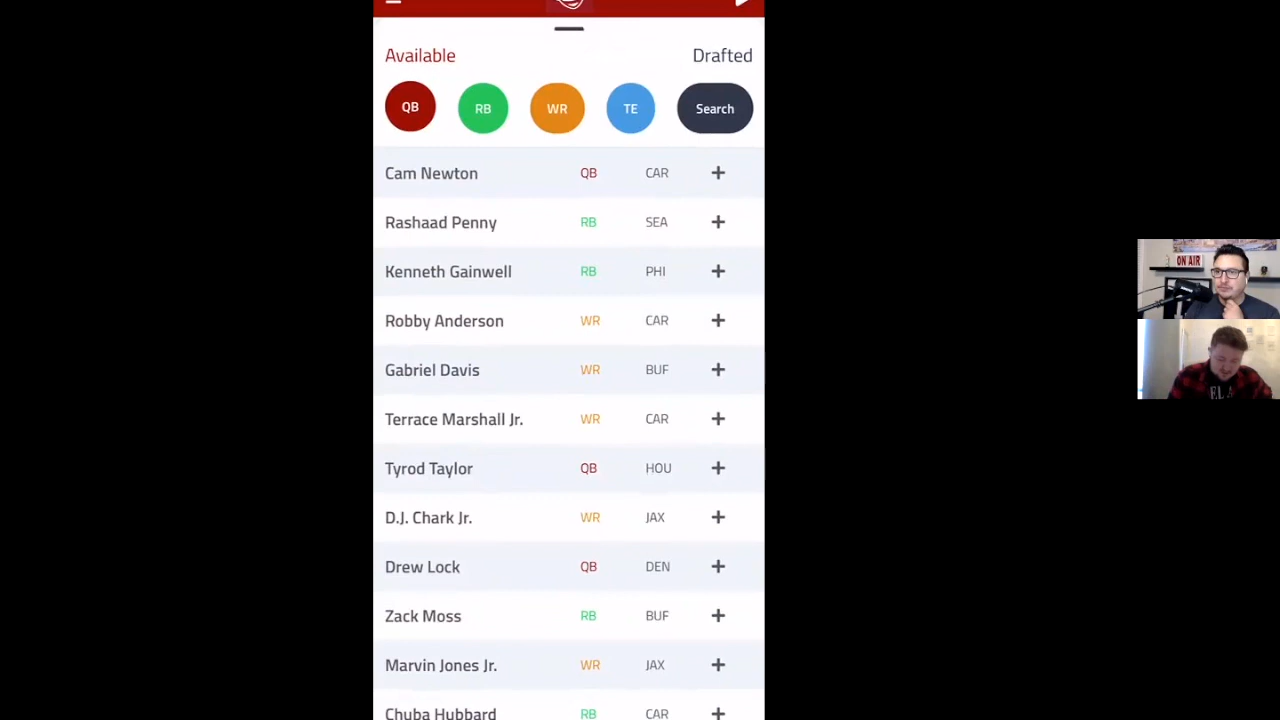 Available Drafted
QB RB WR TE Search
Cam Newton QB CAR +
Rashaad Penny RB SEA +
Kenneth Gainwell RB PHI +
Robby Anderson WR CAR +
Gabriel Davis WR BUF +
Terrace Marshall Jr. WR CAR +
Tyrod Taylor QB HOU +
D.J. Chark Jr. WR JAX +
Drew Lock QB DEN +
Zack Moss RB BUF +
Marvin Jones Jr. WR JAX +
Chuba Hubbard RB CAR +
ON AIR